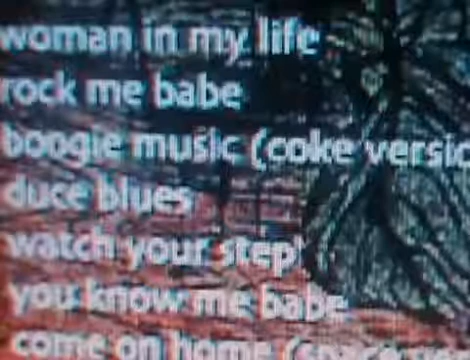 woman in my life
rock me babe
boogie music (coke versio
duce blues
watch your step
you know me babe
come on home (